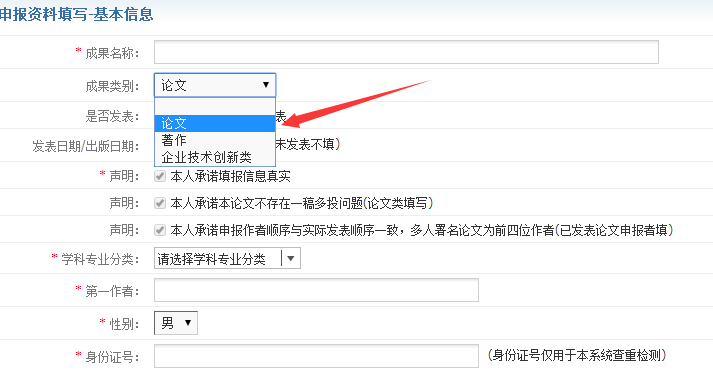 申报资料填写-基本信息
* 成果名称：
成果类别： 论文
是否发表： 表
论文
著作
发表日期/出版日期： 未发表不填）
企业技术创新类
* 声明： 本人承诺填报信息真实
声明： 本人承诺本论文不存在一稿多投问题(论文类填写)
声明： 本人承诺申报作者顺序与实际发表顺序一致，多人署名论文为前四位作者(已发表论文申报者填)
* 学科专业分类： 请选择学科专业分类
* 第一作者：
* 性别： 男
* 身份证号： （身份证号仅用于本系统查重检测）